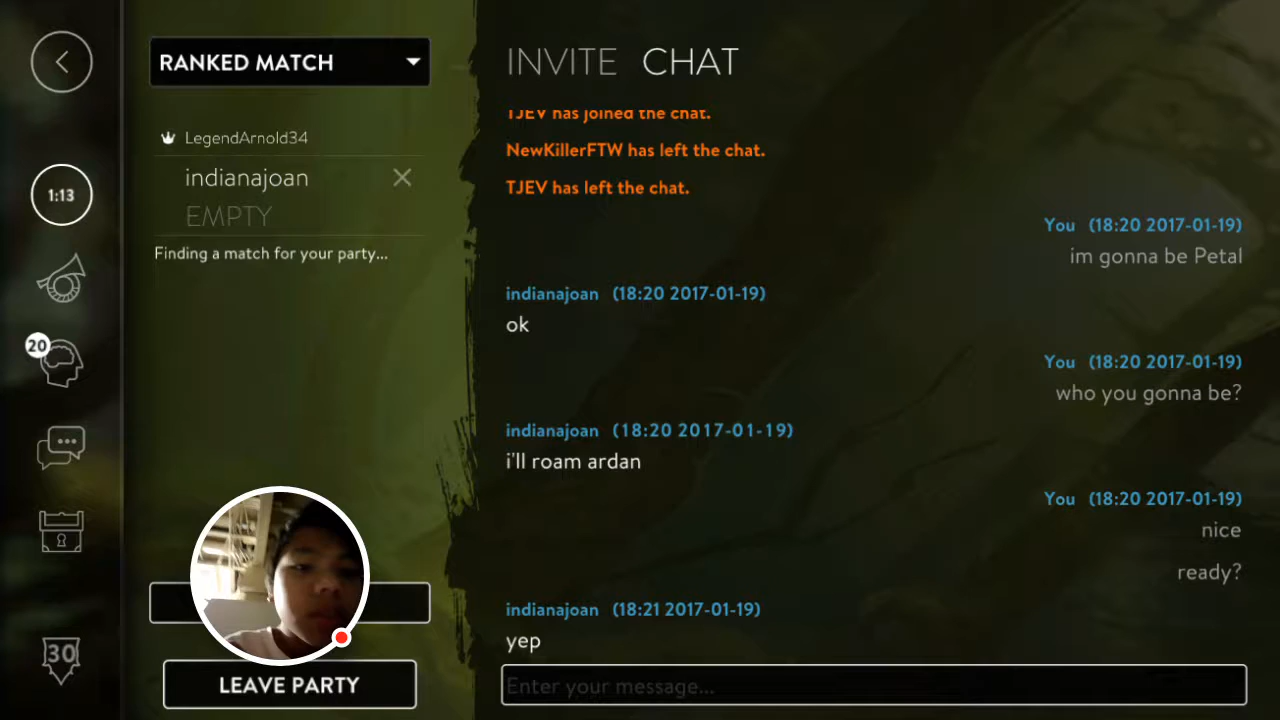 RANKED MATCH
LegendArnold34
indianajoan
EMPTY
Finding a match for your party...
1:13
20
30
LEAVE PARTY
INVITE CHAT
TJEV has joined the chat.
NewKillerFTW has left the chat.
TJEV has left the chat.
You (18:20 2017-01-19)
im gonna be Petal
indianajoan (18:20 2017-01-19)
ok
You (18:20 2017-01-19)
who you gonna be?
indianajoan (18:20 2017-01-19)
i'll roam ardan
You (18:20 2017-01-19)
nice
ready?
indianajoan (18:21 2017-01-19)
yep
Enter your message...